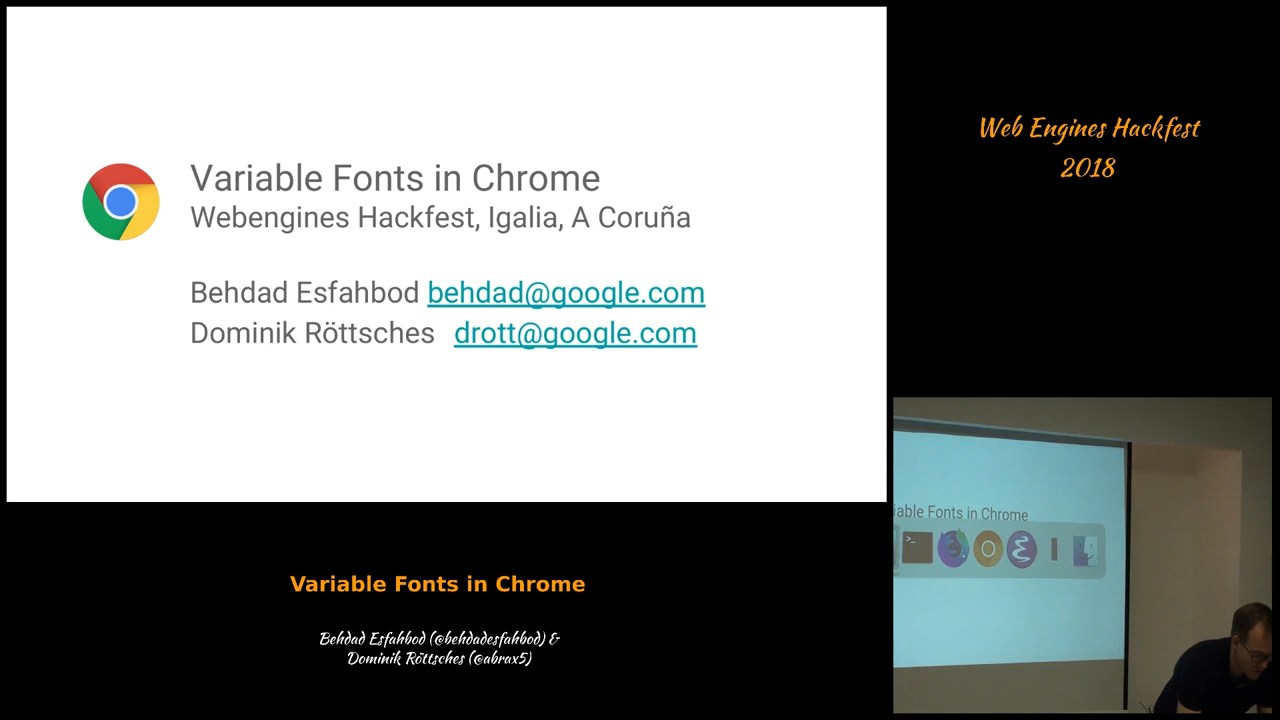 Variable Fonts in Chrome
Webengines Hackfest, Igalia, A Coruña
Behdad Esfahbod behdad@google.com
Dominik Röttsches drott@google.com
Web Engines Hackfest
2018
iable Fonts in Chrome
>_
Variable Fonts in Chrome
Behdad Esfahbod (@behdadesfahbod) &
Dominik Röttsches (@abrax5)